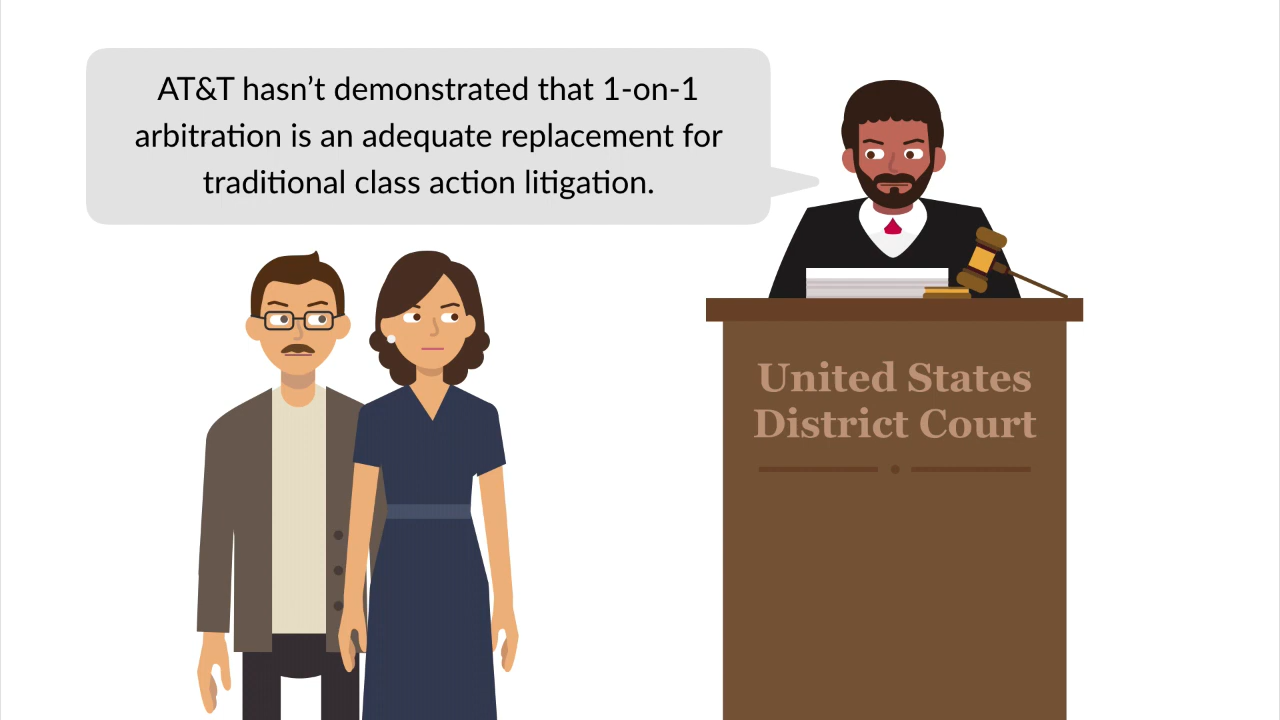 AT&T hasn’t demonstrated that 1-on-1
arbitration is an adequate replacement for
traditional class action litigation.
United States
District Court